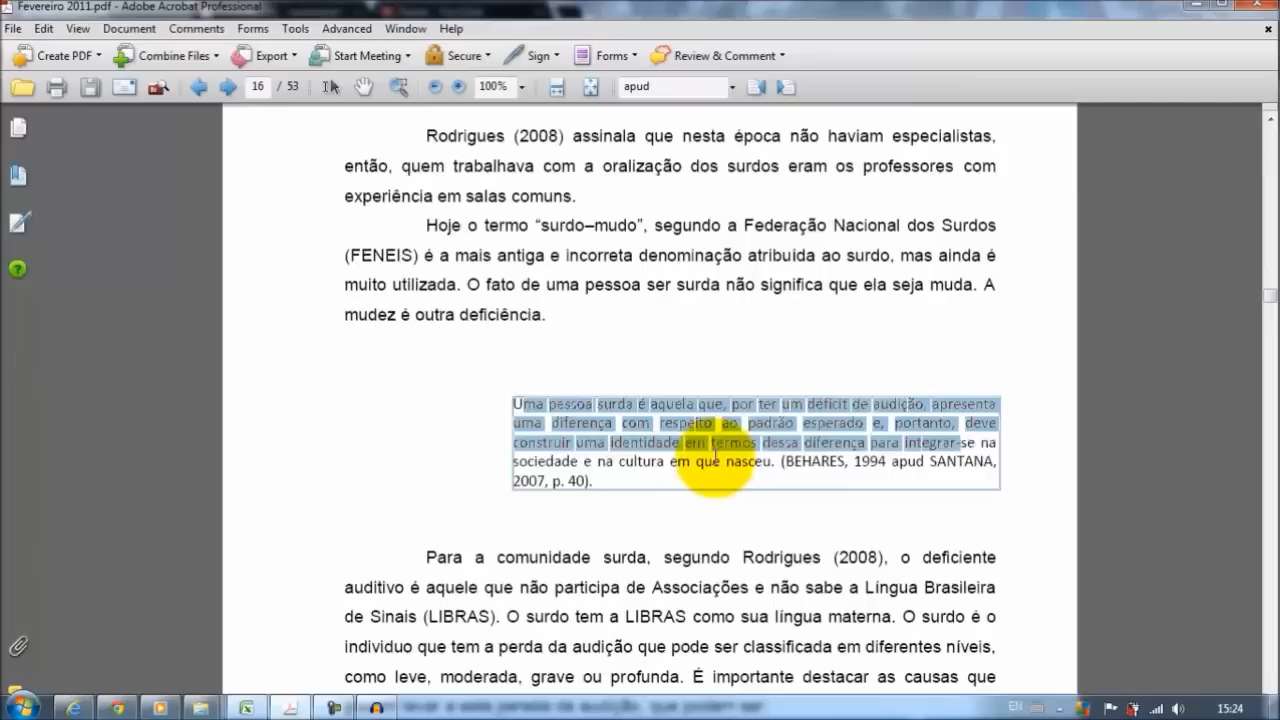 Fevereiro 2011.pdf - Adobe Acrobat Professional
File Edit View Document Comments Forms Tools Advanced Window Help
Create PDF Combine Files Export Start Meeting Secure Sign Forms Review & Comment
16 / 53 100% apud
Rodrigues (2008) assinala que nesta época não haviam especialistas,
então, quem trabalhava com a oralização dos surdos eram os professores com
experiência em salas comuns.
Hoje o termo “surdo–mudo”, segundo a Federação Nacional dos Surdos
(FENEIS) é a mais antiga e incorreta denominação atribuída ao surdo, mas ainda é
muito utilizada. O fato de uma pessoa ser surda não significa que ela seja muda. A
mudez é outra deficiência.
Uma pessoa surda é aquela que, por ter um déficit de audição, apresenta
uma diferença com respeito ao padrão esperado e, portanto, deve
construir uma identidade em termos dessa diferença para integrar-se na
sociedade e na cultura em que nasceu. (BEHARES, 1994 apud SANTANA,
2007, p. 40).
Para a comunidade surda, segundo Rodrigues (2008), o deficiente
auditivo é aquele que não participa de Associações e não sabe a Língua Brasileira
de Sinais (LIBRAS). O surdo tem a LIBRAS como sua língua materna. O surdo é o
individuo que tem a perda da audição que pode ser classificada em diferentes níveis,
como leve, moderada, grave ou profunda. É importante destacar as causas que
EN 15:24